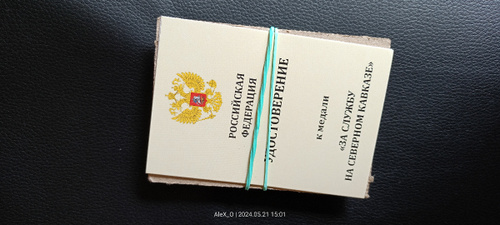 РОССИЙСКАЯ
ФЕДЕРАЦИЯ
УДОСТОВЕРЕНИЕ
к медали
«ЗА СЛУЖБУ
НА СЕВЕРНОМ КАВКАЗЕ»
AleX_O | 2024.05.21 15:01